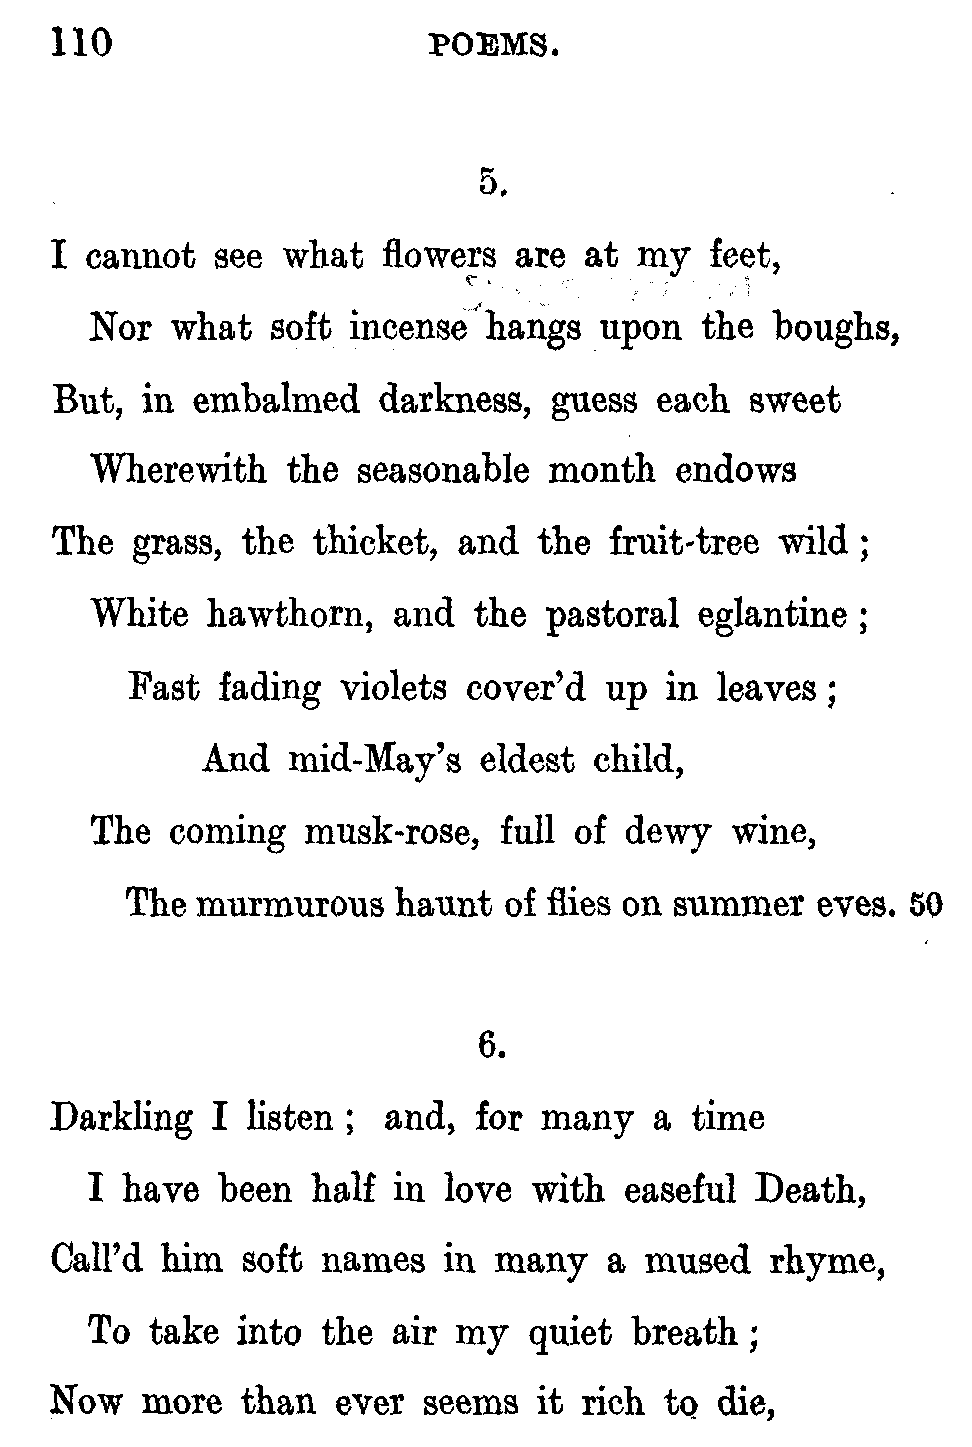 110 POEMS.
5.
I cannot see what flowers are at my feet,
Nor what soft incense hangs upon the boughs,
But, in embalmed darkness, guess each sweet
Wherewith the seasonable month endows
The grass, the thicket, and the fruit-tree wild ;
White hawthorn, and the pastoral eglantine ;
Fast fading violets cover'd up in leaves ;
And mid-May's eldest child,
The coming musk-rose, full of dewy wine,
The murmurous haunt of flies on summer eves. 50
6.
Darkling I listen ; and, for many a time
I have been half in love with easeful Death,
Call'd him soft names in many a mused rhyme,
To take into the air my quiet breath ;
Now more than ever seems it rich to die,